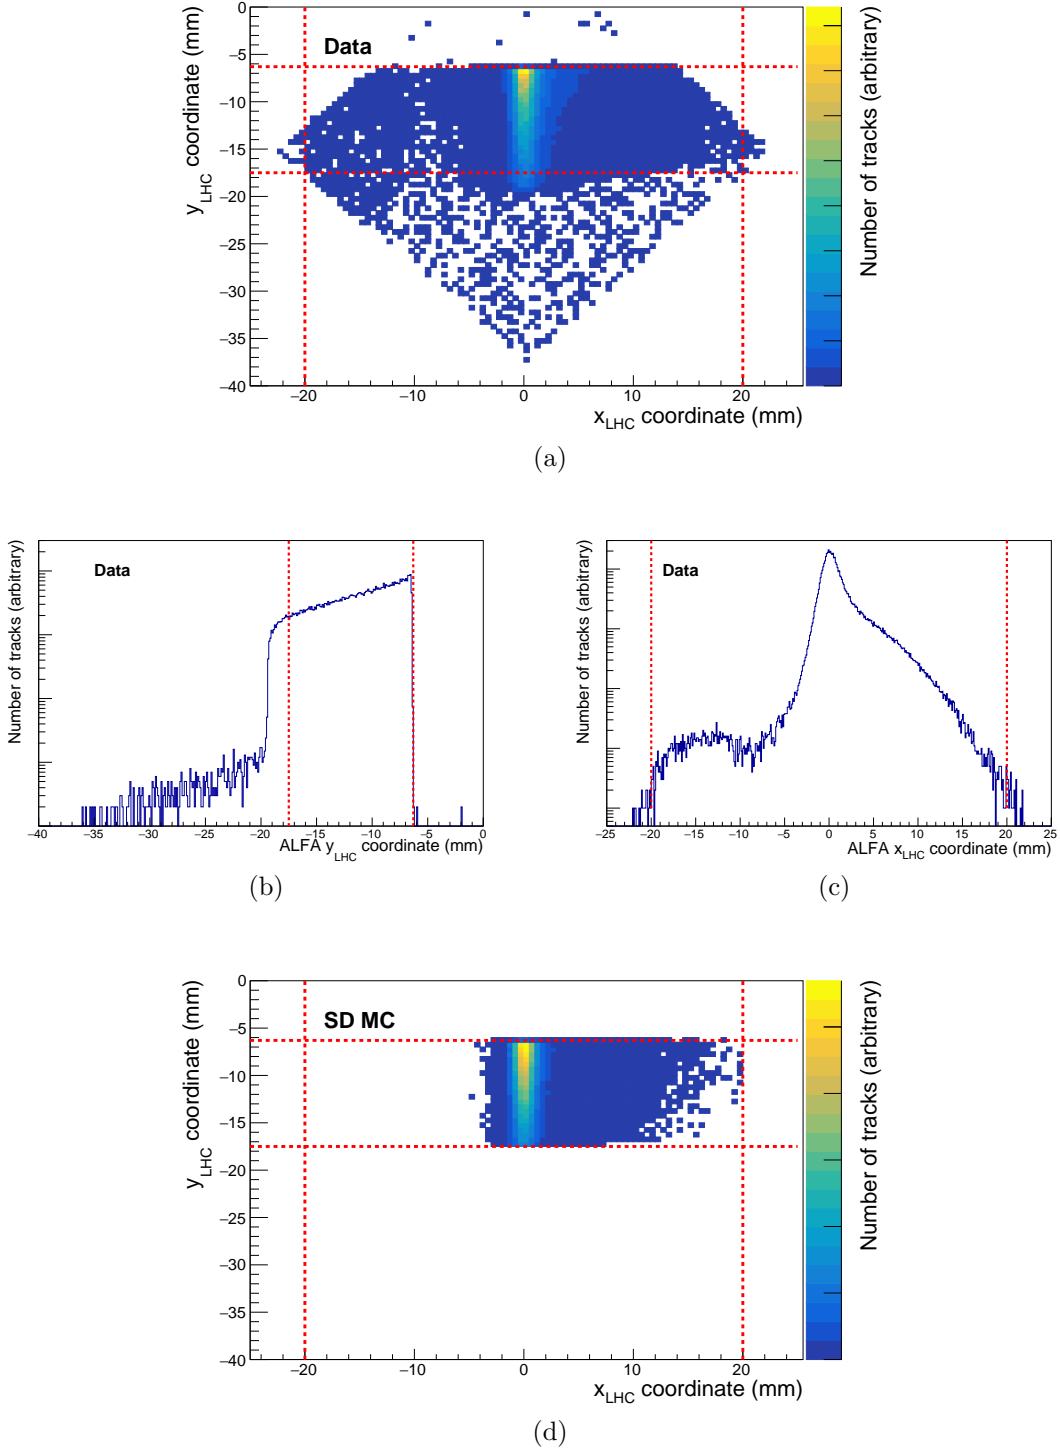 0
−5
−10
−15
−20
−25
−30
−35
−40
y_LHC coordinate (mm)
Data
Number of tracks (arbitrary)
−20
−10
0
10
20
x_LHC coordinate (mm)
(a)
Number of tracks (arbitrary)
Data
−40
−35
−30
−25
−20
−15
−10
−5
0
ALFA y_LHC coordinate (mm)
(b)
Number of tracks (arbitrary)
Data
−25
−20
−15
−10
−5
0
5
10
15
20
25
ALFA x_LHC coordinate (mm)
(c)
0
−5
−10
−15
−20
−25
−30
−35
−40
y_LHC coordinate (mm)
SD MC
Number of tracks (arbitrary)
−20
−10
0
10
20
x_LHC coordinate (mm)
(d)